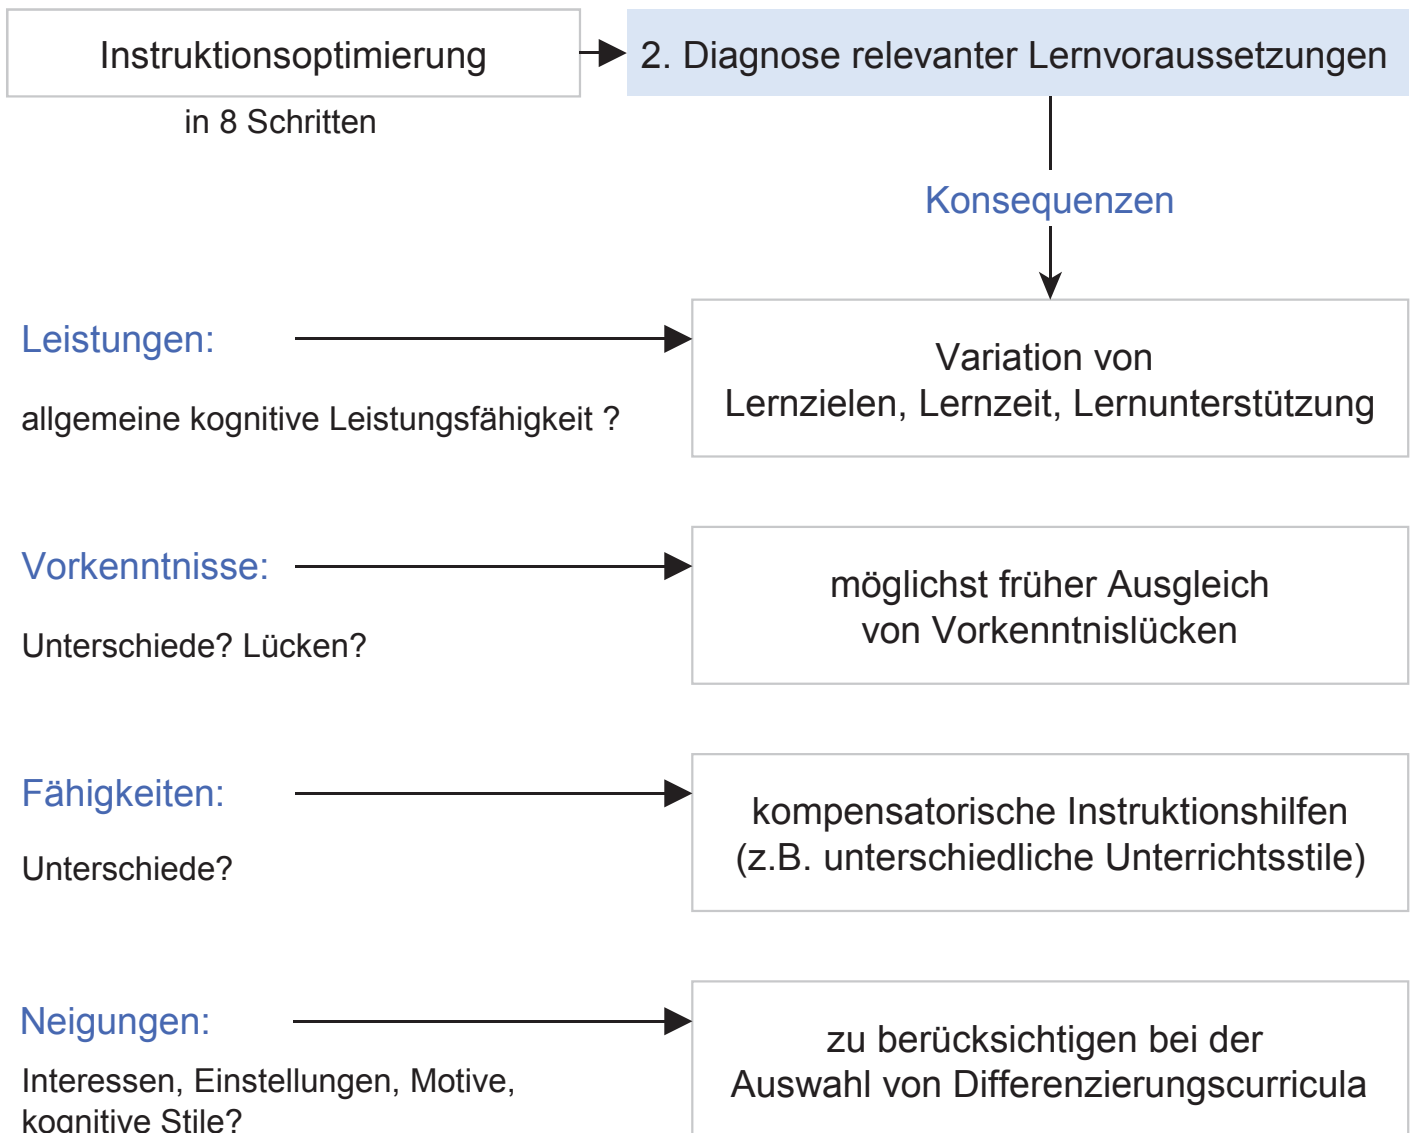 Instruktionsoptimierung
in 8 Schritten
2. Diagnose relevanter Lernvoraussetzungen
Konsequenzen
Leistungen:
allgemeine kognitive Leistungsfähigkeit ?
Variation von
Lernzielen, Lernzeit, Lernunterstützung
Vorkenntnisse:
Unterschiede? Lücken?
möglichst früher Ausgleich
von Vorkenntnislücken
Fähigkeiten:
Unterschiede?
kompensatorische Instruktionshilfen
(z.B. unterschiedliche Unterrichtsstile)
Neigungen:
Interessen, Einstellungen, Motive,
kognitive Stile?
zu berücksichtigen bei der
Auswahl von Differenzierungscurricula